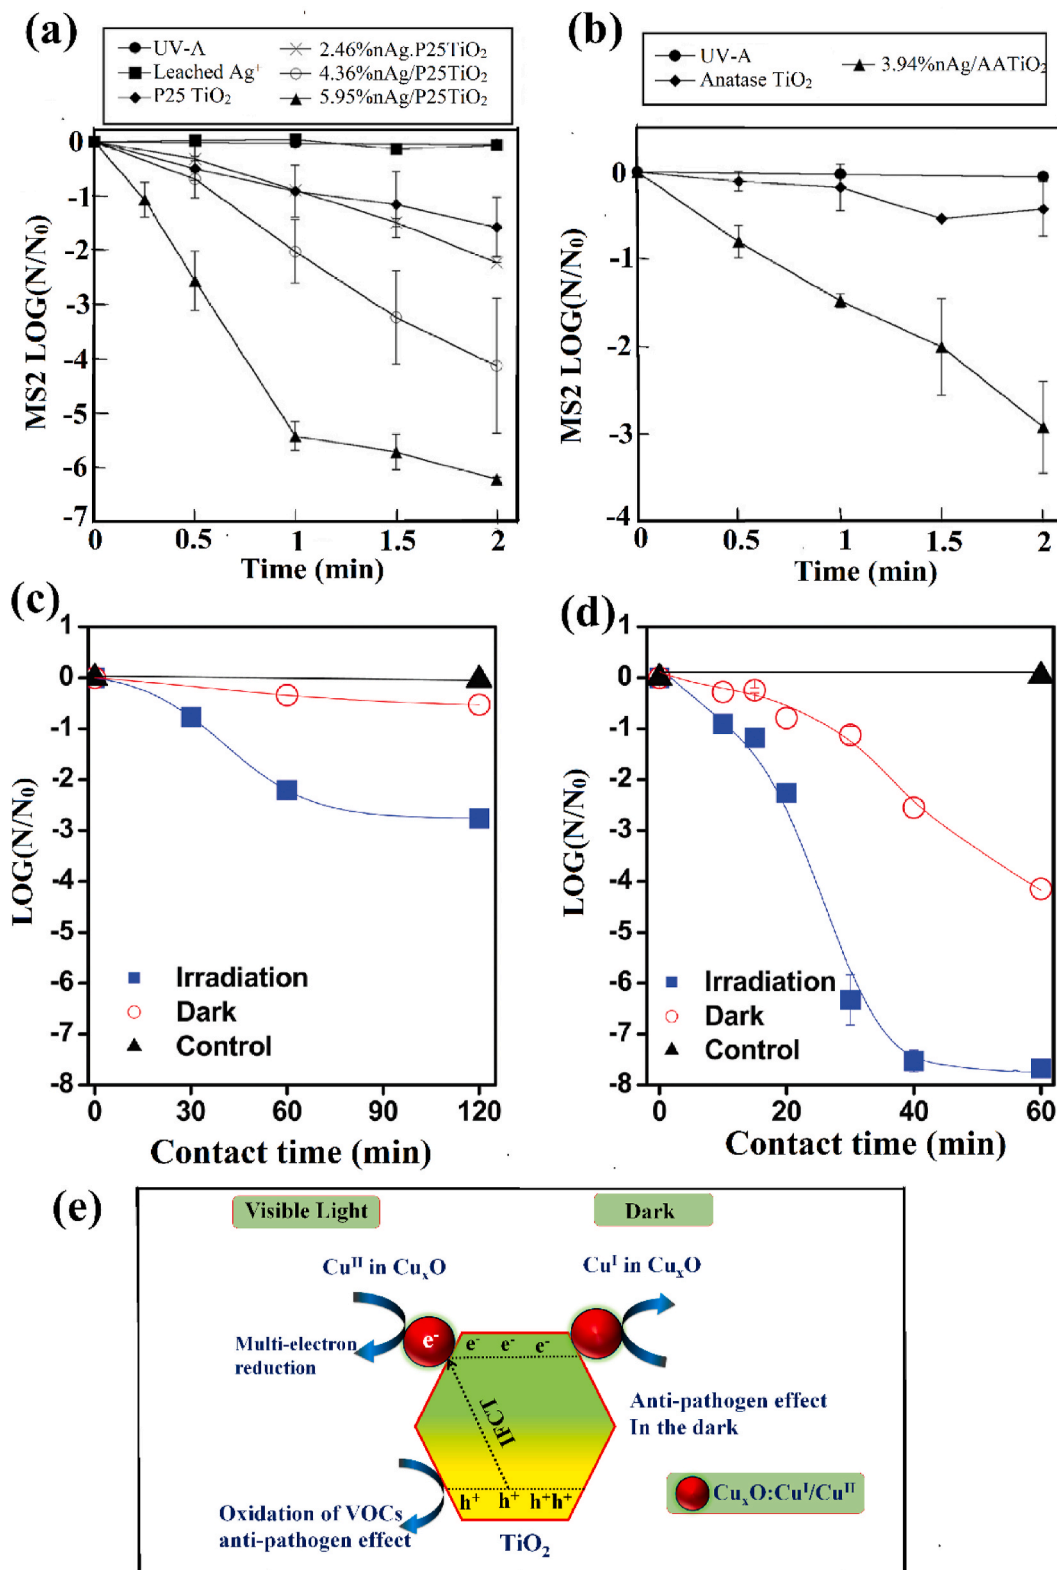 (a)
UV-A
Leached Ag⁺
P25 TiO₂
2.46%nAg.P25TiO₂
4.36%nAg/P25TiO₂
5.95%nAg/P25TiO₂
MS2 LOG(N/N₀)
0
-1
-2
-3
-4
-5
-6
-7
0 0.5 1 1.5 2
Time (min)
(b)
UV-A
Anatase TiO₂
3.94%nAg/AATiO₂
MS2 LOG(N/N₀)
0
-1
-2
-3
-4
0 0.5 1 1.5 2
Time (min)
(c)
LOG(N/N₀)
1
0
-1
-2
-3
-4
-5
-6
-7
-8
Irradiation
Dark
Control
0 30 60 90 120
Contact time (min)
(d)
LOG(N/N₀)
1
0
-1
-2
-3
-4
-5
-6
-7
-8
Irradiation
Dark
Control
0 20 40 60
Contact time (min)
(e)
Visible Light
Dark
Cuᴵᴵ in CuₓO
Cuᴵ in CuₓO
e⁻
e⁻ e⁻ e⁻
Multi-electron
reduction
IFCT
Anti-pathogen effect
In the dark
h⁺ h⁺ h⁺h⁺
Oxidation of VOCs
anti-pathogen effect
TiO₂
CuₓO:Cuᴵ/Cuᴵᴵ